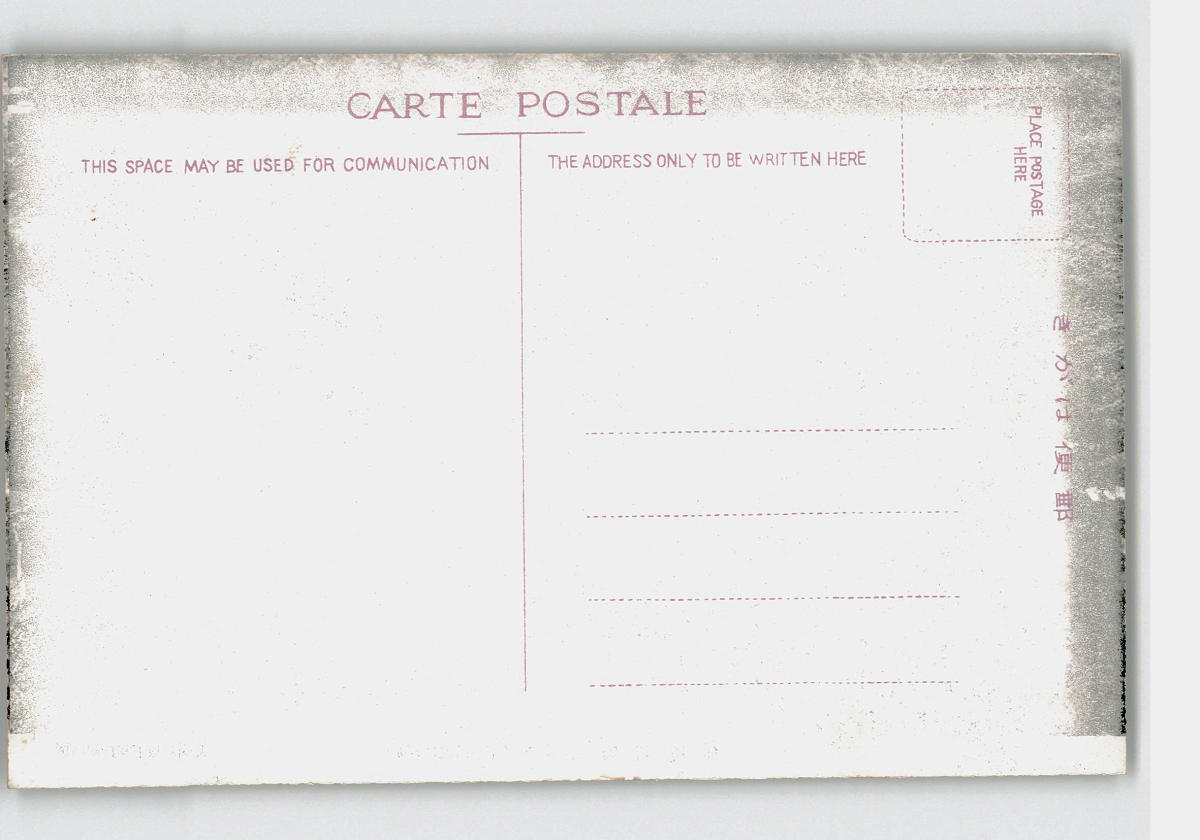 CARTE POSTALE
THIS SPACE MAY BE USED FOR COMMUNICATION
THE ADDRESS ONLY TO BE WRITTEN HERE
PLACE POSTAGE
HERE
きがは便郵